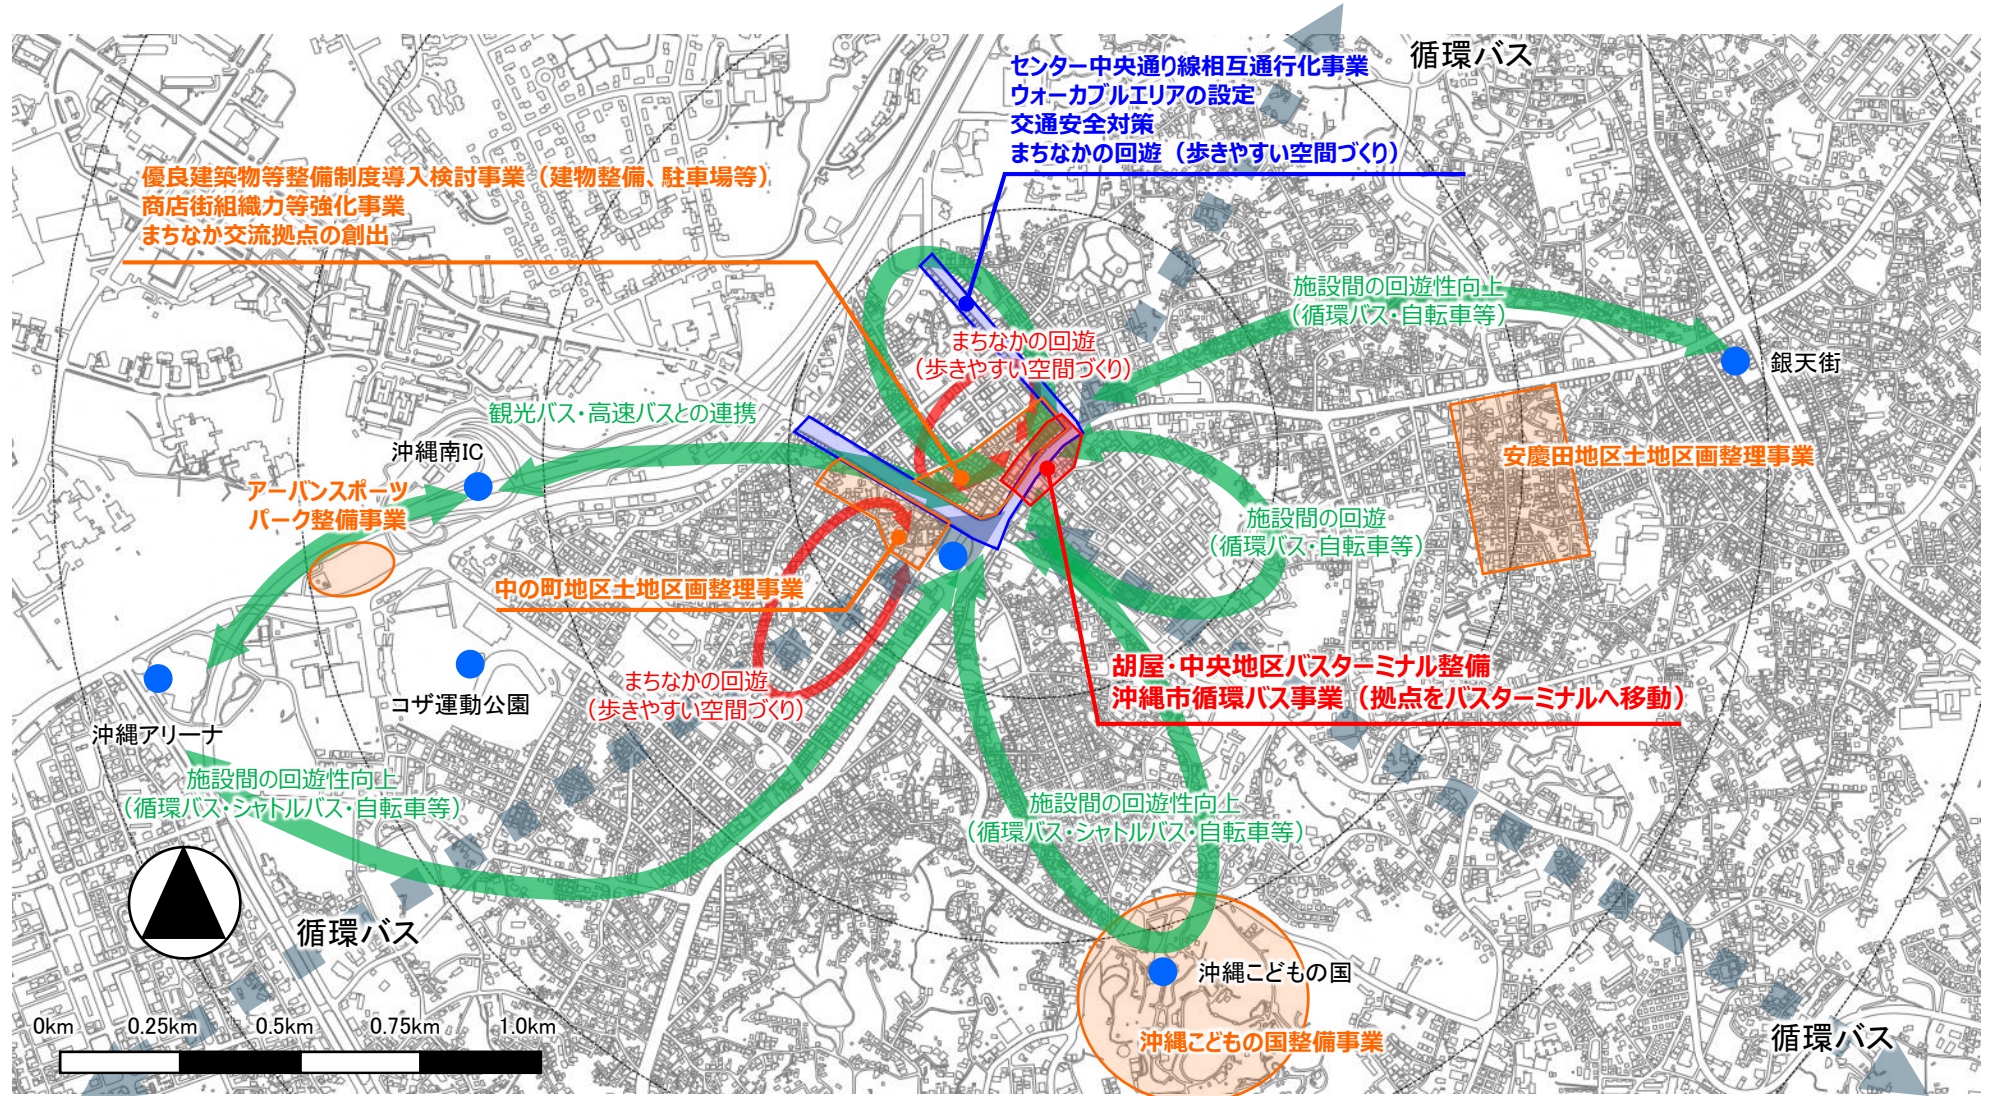 循環バス
センター中央通り線相互通行化事業
ウォーカブルエリアの設定
交通安全対策
まちなかの回遊（歩きやすい空間づくり）
優良建築物等整備制度導入検討事業（建物整備、駐車場等）
商店街組織力等強化事業
まちなか交流拠点の創出
施設間の回遊性向上
（循環バス・自転車等）
まちなかの回遊
（歩きやすい空間づくり）
銀天街
観光バス・高速バスとの連携
沖縄南IC
安慶田地区土地区画整理事業
アーバンスポーツ
パーク整備事業
施設間の回遊
（循環バス・自転車等）
中の町地区土地区画整理事業
胡屋・中央地区バスターミナル整備
沖縄市循環バス事業（拠点をバスターミナルへ移動）
まちなかの回遊
（歩きやすい空間づくり）
コザ運動公園
沖縄アリーナ
施設間の回遊性向上
（循環バス・シャトルバス・自転車等）
施設間の回遊性向上
（循環バス・シャトルバス・自転車等）
循環バス
沖縄こどもの国
沖縄こどもの国整備事業
循環バス
0km 0.25km 0.5km 0.75km 1.0km